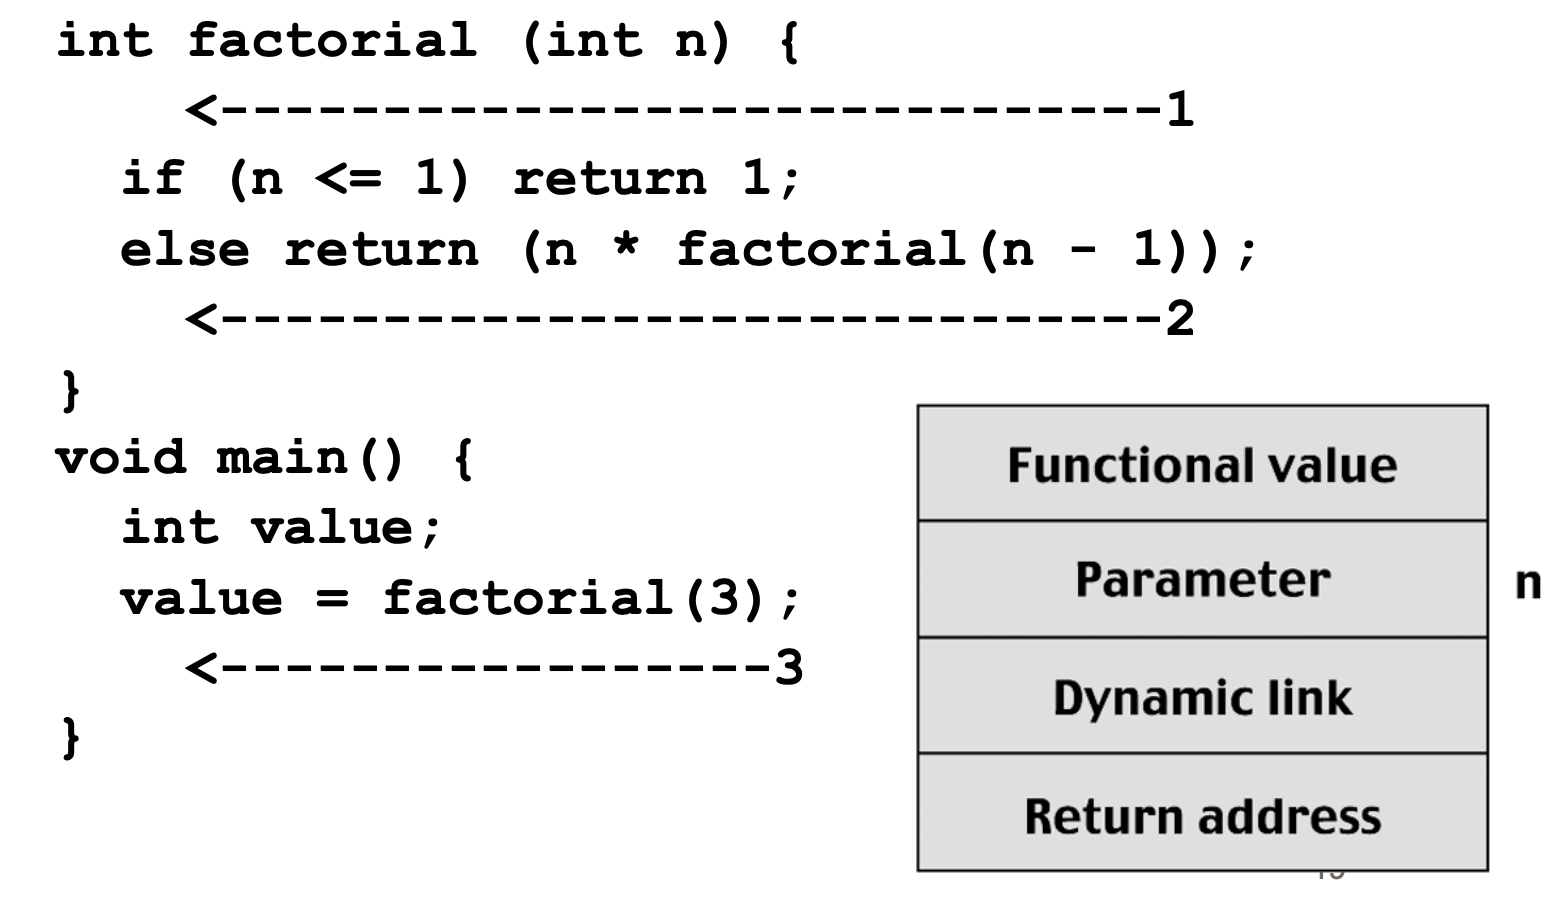 int factorial (int n) {
<-----------------------------1
if (n <= 1) return 1;
else return (n * factorial(n - 1));
<-----------------------------2
}
void main() {
int value;
value = factorial(3);
<-----------------3
}
Functional value
Parameter n
Dynamic link
Return address